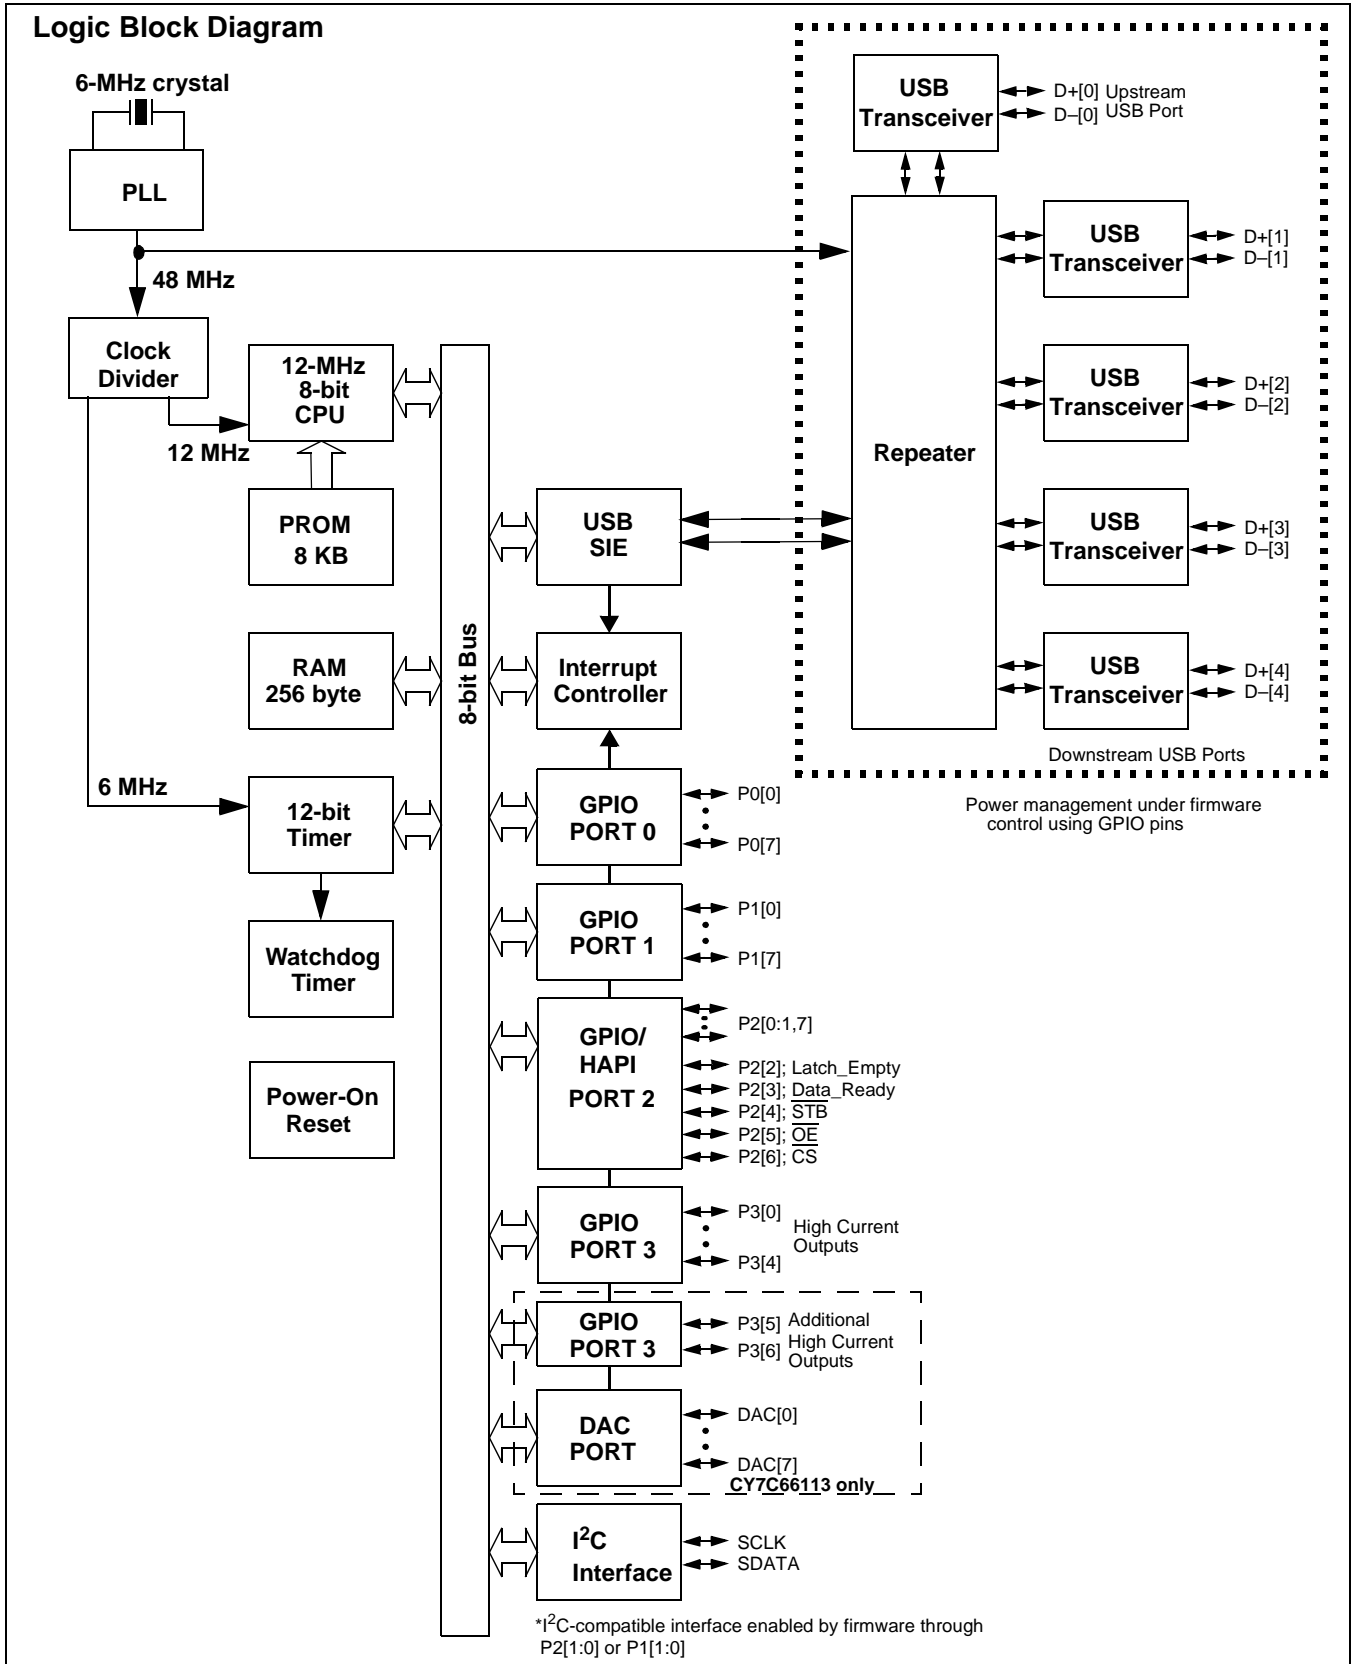 Logic Block Diagram
6-MHz crystal
PLL
48 MHz
Clock
Divider
12-MHz
8-bit
CPU
12 MHz
PROM
8 KB
RAM
256 byte
6 MHz
12-bit
Timer
Watchdog
Timer
Power-On
Reset
8-bit Bus
USB
SIE
Interrupt
Controller
GPIO
PORT 0
P0[0]
P0[7]
GPIO
PORT 1
P1[0]
P1[7]
GPIO/
HAPI
PORT 2
P2[0:1,7]
P2[2]; Latch_Empty
P2[3]; Data_Ready
P2[4]; S̅T̅B̅
P2[5]; O̅E̅
P2[6]; C̅S̅
GPIO
PORT 3
P3[0]
P3[4]
High Current
Outputs
GPIO
PORT 3
P3[5] Additional
P3[6] High Current
Outputs
DAC
PORT
DAC[0]
DAC[7]
CY7C66113 only
I²C
Interface
SCLK
SDATA
*I²C-compatible interface enabled by firmware through
P2[1:0] or P1[1:0]
USB
Transceiver
D+[0] Upstream
D–[0] USB Port
Repeater
USB
Transceiver
D+[1]
D–[1]
USB
Transceiver
D+[2]
D–[2]
USB
Transceiver
D+[3]
D–[3]
USB
Transceiver
D+[4]
D–[4]
Downstream USB Ports
Power management under firmware
control using GPIO pins